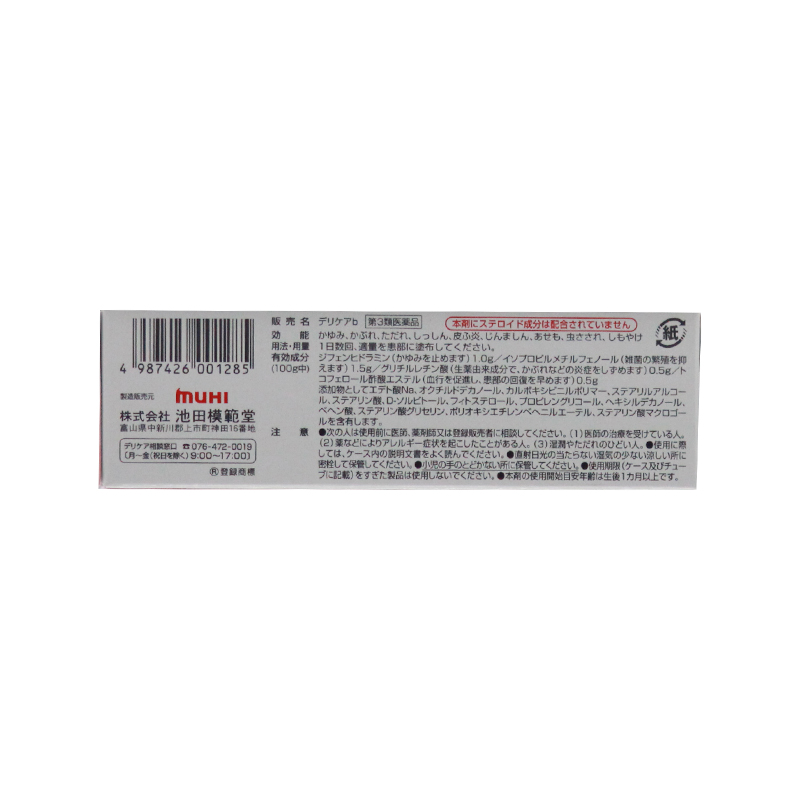 4 987426 001285
製造販売元 MUHI
株式会社 池田模範堂
富山県中新川郡上市町神田16番地
デリケア相談窓口 ☎076-472-0019
[月~金(祝日を除く)9:00~17:00]
Ⓡ登録商標
販売名 デリケアb 第3類医薬品 本剤にステロイド成分は配合されていません 紙
効能 かゆみ、かぶれ、ただれ、しっしん、皮ふ炎、じんましん、あせも、虫さされ、しもやけ
用法・用量 1日数回、適量を患部に塗布してください。
有効成分 ジフェンヒドラミン(かゆみを止めます)1.0g/イソプロピルメチルフェノール(雑菌の繁殖を抑
(100g中) えます)1.5g/グリチルレチン酸(生薬由来成分で、かぶれなどの炎症をしずめます)0.5g/ト
コフェロール酢酸エステル(血行を促進し、患部の回復を早めます)0.5g
添加物としてエデト酸Na、オクチルドデカノール、カルボキシビニルポリマー、ステアリルアルコー
ル、ステアリン酸、D-ソルビトール、フィトステロール、プロピレングリコール、ヘキシルデカノール、
ベヘン酸、ステアリン酸グリセリン、ポリオキシエチレンベヘニルエーテル、ステアリン酸マクロゴー
ルを含有します。
注意 ●次の人は使用前に医師、薬剤師又は登録販売者に相談してください。(1)医師の治療を受けている人。
(2)薬などによりアレルギー症状を起こしたことがある人。(3)湿潤やただれのひどい人。●使用に際
しては、ケース内の説明文書をよく読んでください。●直射日光の当たらない湿気の少ない涼しい所に
密栓して保管してください。●小児の手のとどかない所に保管してください。●使用期限(ケース及びチュー
ブに記載)をすぎた製品は使用しないでください。●本剤の使用開始目安年齢は生後1カ月以上です。